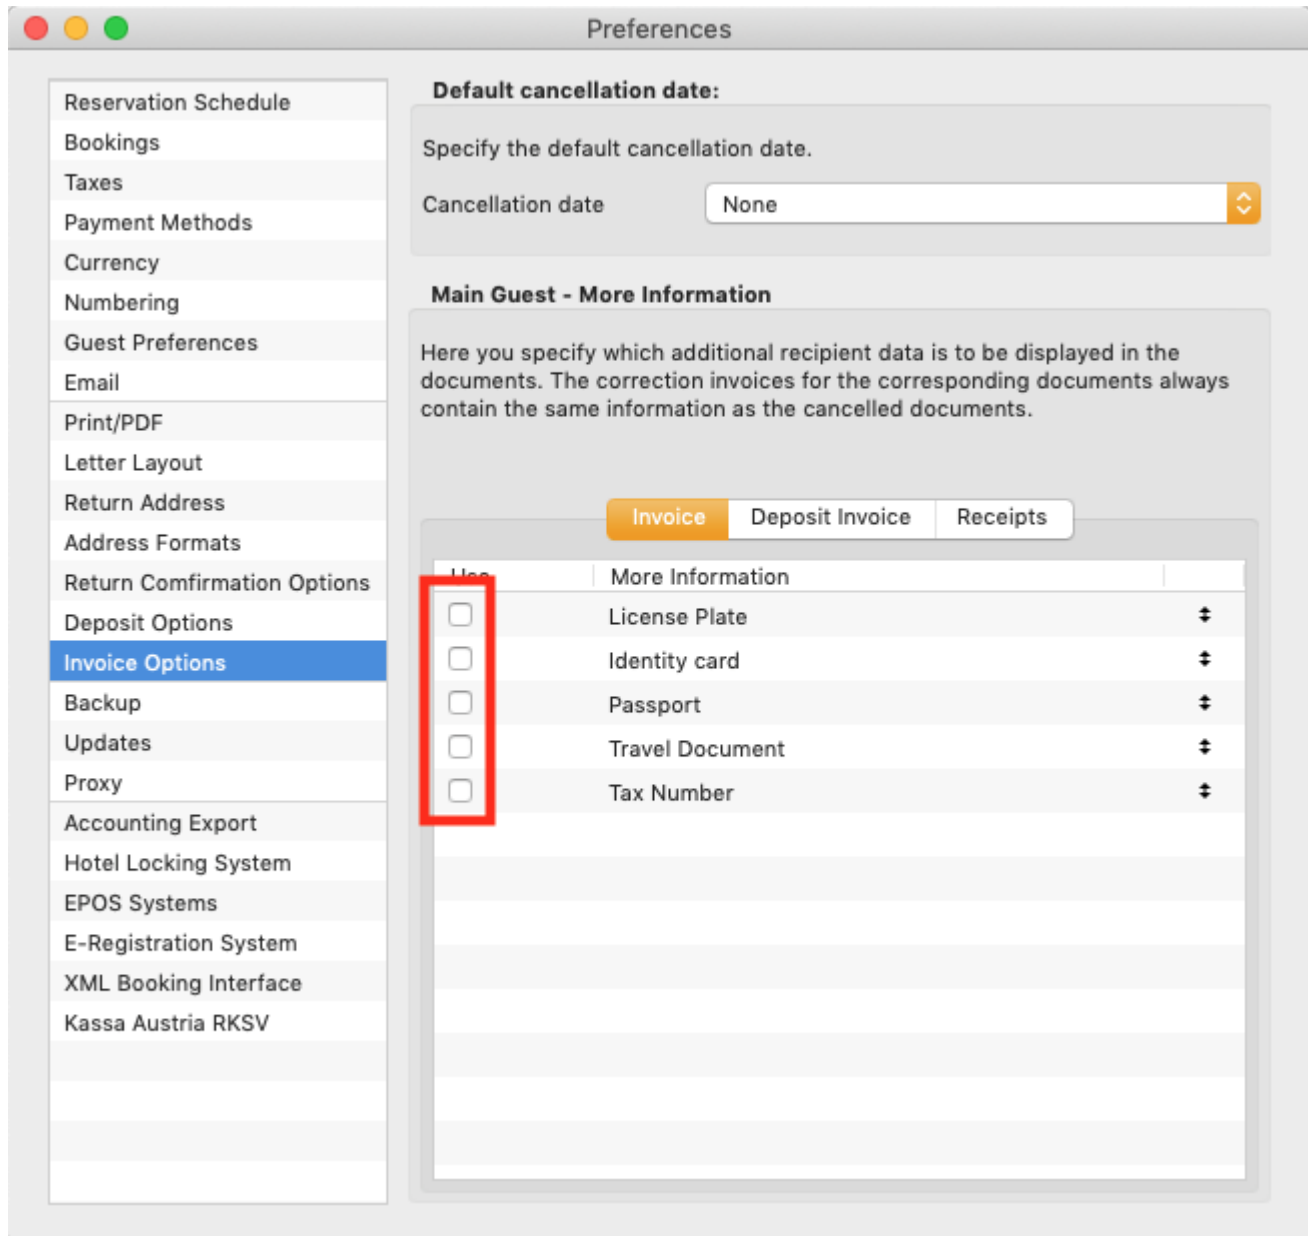 Preferences
Reservation Schedule
Bookings
Taxes
Payment Methods
Currency
Numbering
Guest Preferences
Email
Print/PDF
Letter Layout
Return Address
Address Formats
Return Comfirmation Options
Deposit Options
Invoice Options
Backup
Updates
Proxy
Accounting Export
Hotel Locking System
EPOS Systems
E-Registration System
XML Booking Interface
Kassa Austria RKSV
Default cancellation date:
Specify the default cancellation date.
Cancellation date None
Main Guest - More Information
Here you specify which additional recipient data is to be displayed in the
documents. The correction invoices for the corresponding documents always
contain the same information as the cancelled documents.
Invoice Deposit Invoice Receipts
Use More Information
License Plate
Identity card
Passport
Travel Document
Tax Number